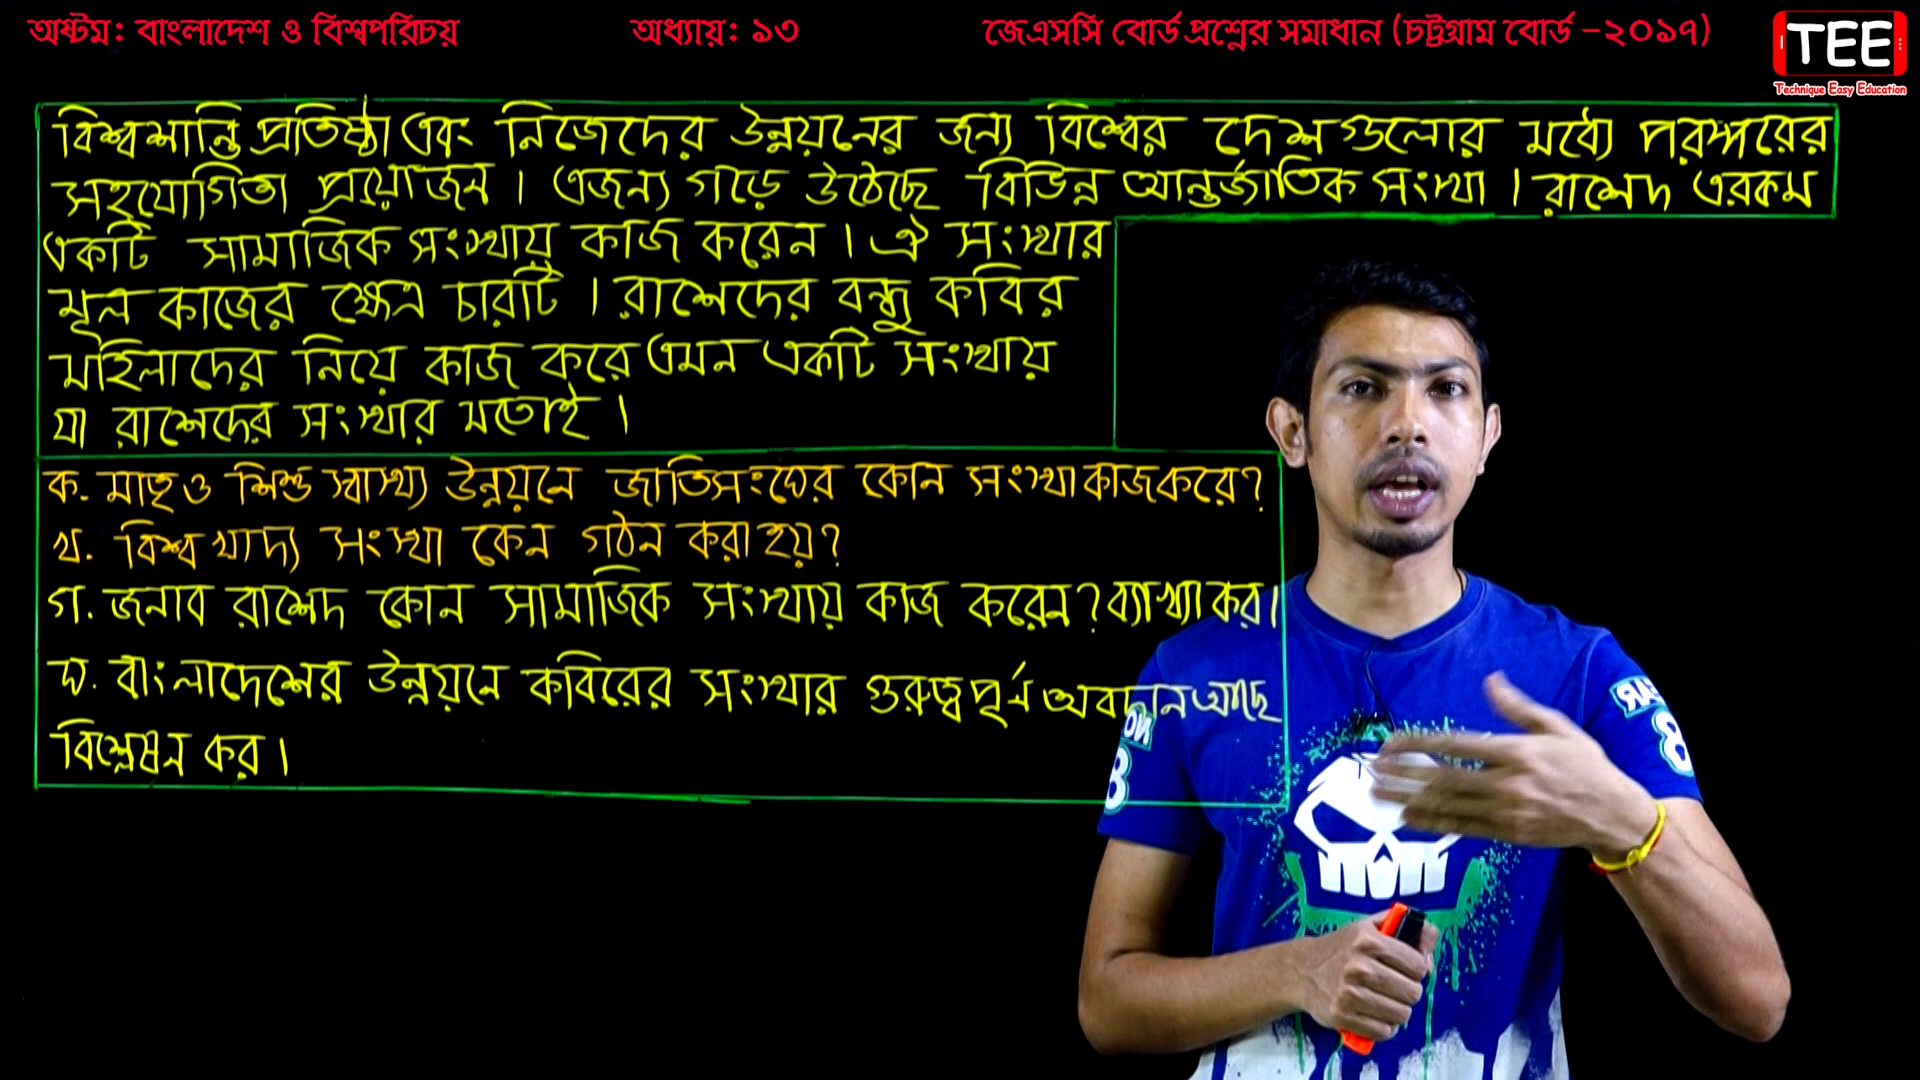 অষ্টম: বাংলাদেশ ও বিশ্বপরিচয় অধ্যায়: ১৩ জেএসসি বোর্ড প্রশ্নের সমাধান (চট্টগ্রাম বোর্ড -২০১৭)
TEE
Technique Easy Education
বিশ্বশান্তি প্রতিষ্ঠা এবং নিজেদের উন্নয়নের জন্য বিশ্বের দেশগুলোর মধ্যে পরস্পরের
সহযোগিতা প্রয়োজন । এজন্য গড়ে উঠেছে বিভিন্ন আন্তর্জাতিক সংস্থা । রাশেদ এরকম
একটি সামাজিক সংস্থায় কাজ করেন । ঐ সংস্থার
মূল কাজের ক্ষেত্র চারটি । রাশেদের বন্ধু কবির
মহিলাদের নিয়ে কাজ করে এমন একটি সংস্থায়
যা রাশেদের সংস্থার মতোই ।
ক. মাতৃ ও শিশু স্বাস্থ্য উন্নয়নে জাতিসংঘের কোন সংস্থা কাজ করে?
খ. বিশ্ব খাদ্য সংস্থা কেন গঠন করা হয়?
গ. জনাব রাশেদ কোন সামাজিক সংস্থায় কাজ করেন? ব্যাখ্যা কর।
ঘ. বাংলাদেশের উন্নয়নে কবিরের সংস্থার গুরুত্বপূর্ণ অবদান আছে
বিশ্লেষন কর ।
8
8